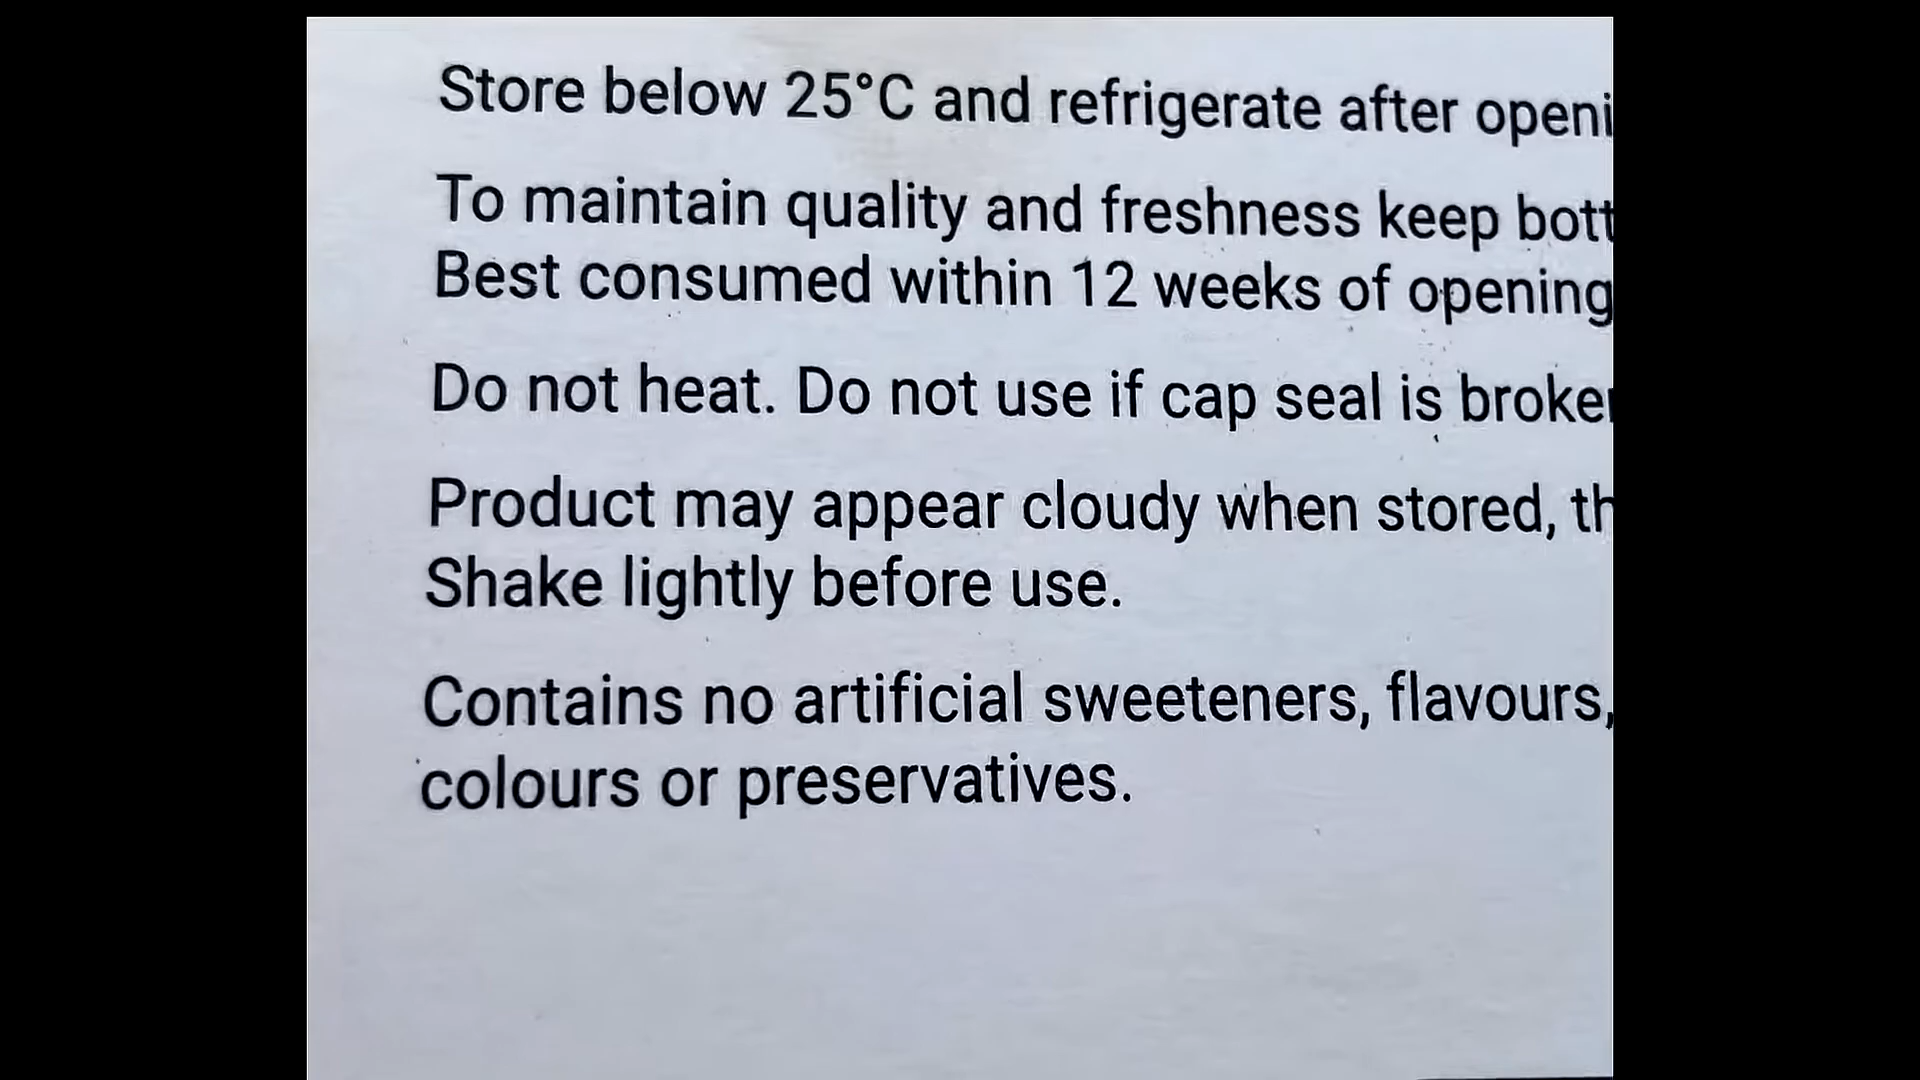 Store below 25°C and refrigerate after openi
To maintain quality and freshness keep bott
Best consumed within 12 weeks of opening
Do not heat. Do not use if cap seal is broke
Product may appear cloudy when stored, th
Shake lightly before use.
Contains no artificial sweeteners, flavours,
colours or preservatives.